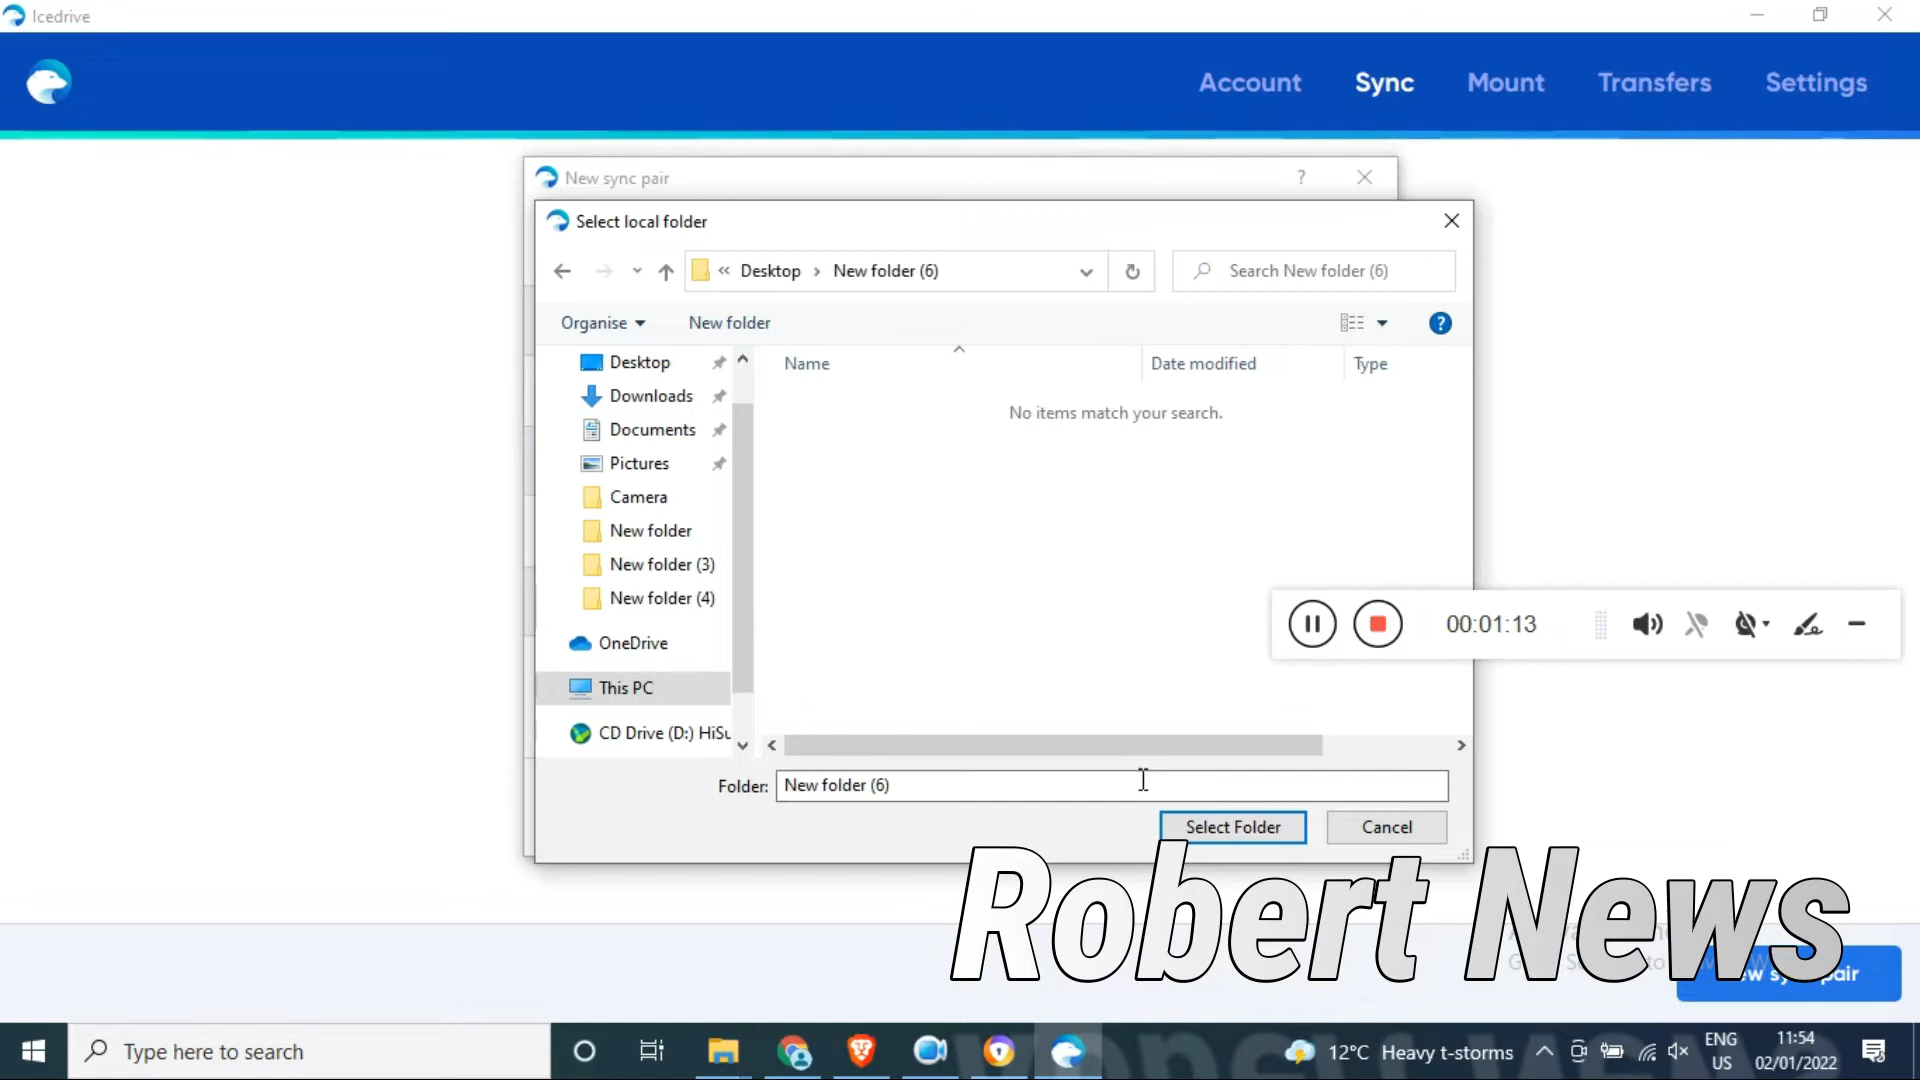 Icedrive
Account Sync Mount Transfers Settings
New sync pair ?
Select local folder
« Desktop › New folder (6)
Search New folder (6)
Organise New folder ?
Desktop
Downloads
Documents
Pictures
Camera
New folder
New folder (3)
New folder (4)
OneDrive
This PC
CD Drive (D:) HiSu
Name Date modified Type
No items match your search.
00:01:13
Folder: New folder (6)
Select Folder Cancel
Robert News
Type here to search
12°C Heavy t-storms
ENG
US
11:54
02/01/2022